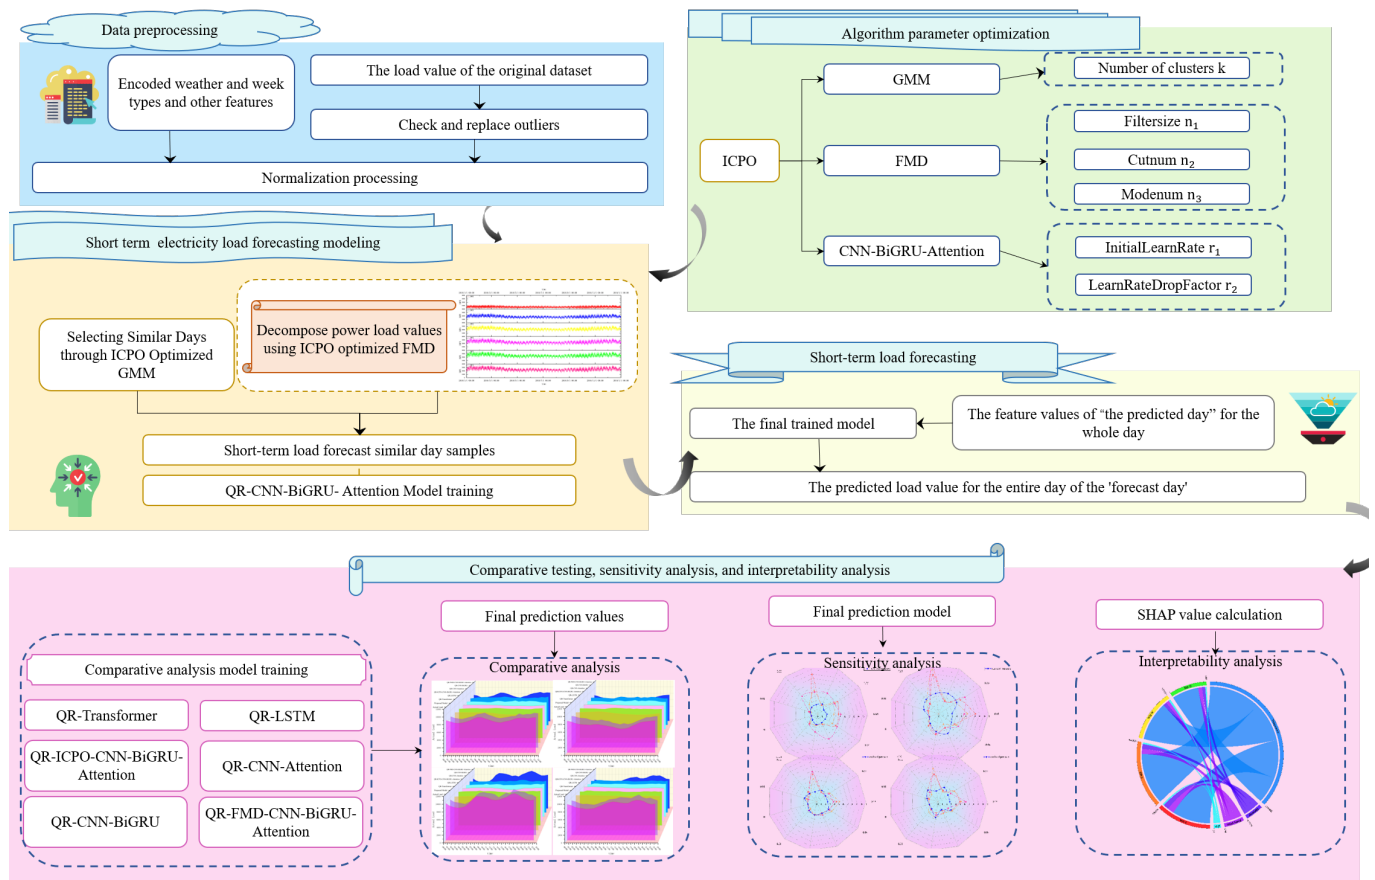 Data preprocessing
Encoded weather and week
types and other features
The load value of the original dataset
Check and replace outliers
Normalization processing
Algorithm parameter optimization
ICPO
GMM
FMD
CNN-BiGRU-Attention
Number of clusters k
Filtersize n₁
Cutnum n₂
Modenum n₃
InitialLearnRate r₁
LearnRateDropFactor r₂
Short term electricity load forecasting modeling
Selecting Similar Days
through ICPO Optimized
GMM
Decompose power load values
using ICPO optimized FMD
Short-term load forecast similar day samples
QR-CNN-BiGRU- Attention Model training
Short-term load forecasting
The final trained model
The feature values of “the predicted day” for the
whole day
The predicted load value for the entire day of the 'forecast day'
Comparative testing, sensitivity analysis, and interpretability analysis
Comparative analysis model training
QR-Transformer
QR-LSTM
QR-ICPO-CNN-BiGRU-
Attention
QR-CNN-Attention
QR-CNN-BiGRU
QR-FMD-CNN-BiGRU-
Attention
Final prediction values
Comparative analysis
Final prediction model
Sensitivity analysis
SHAP value calculation
Interpretability analysis